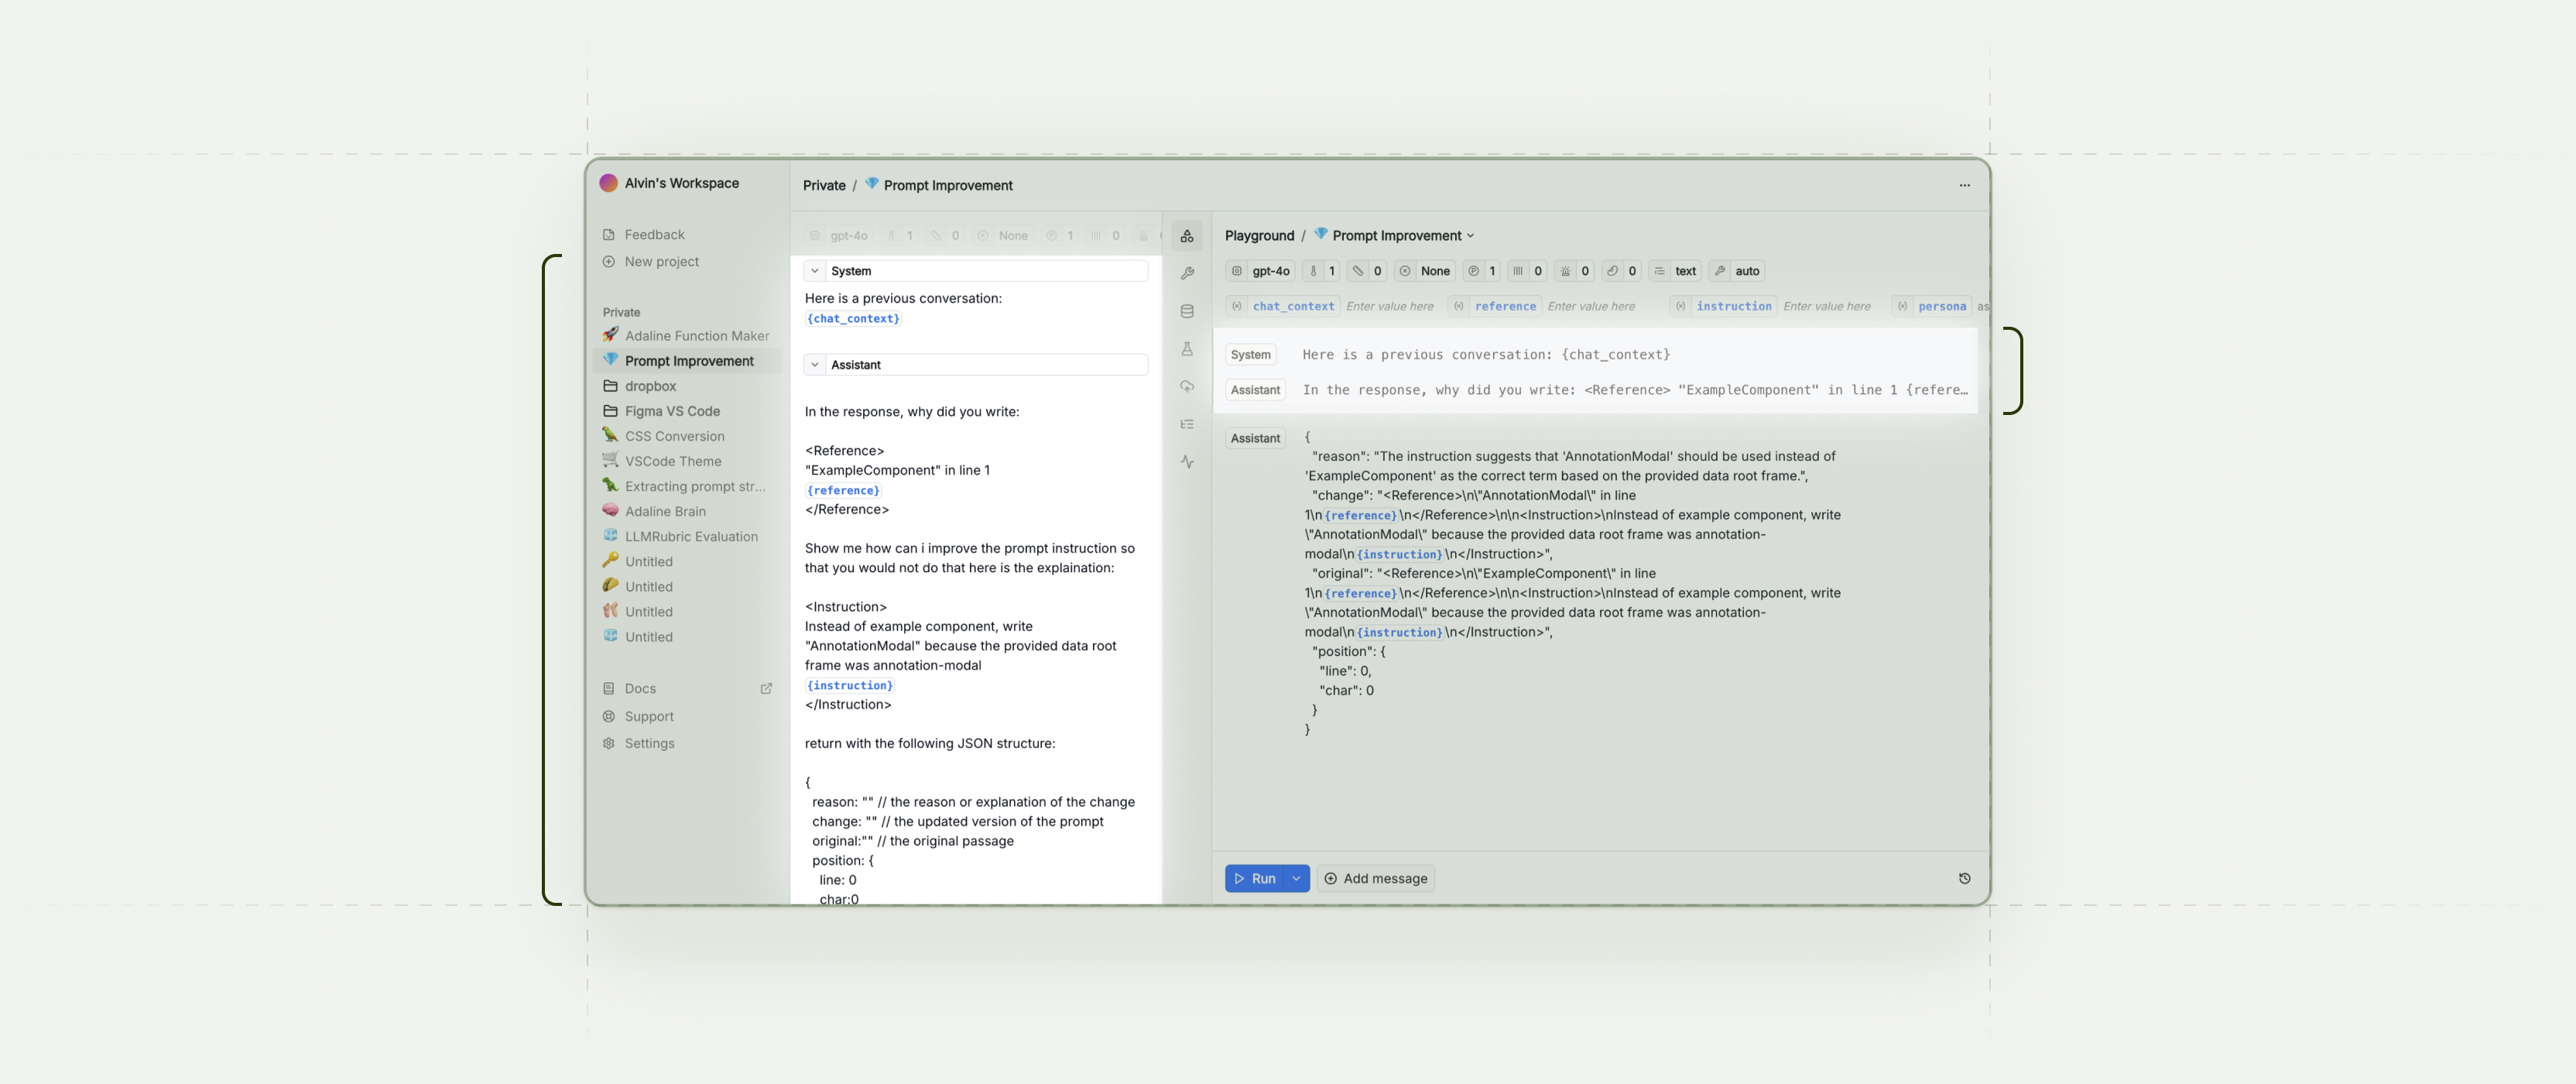 Alvin's Workspace
Feedback
New project
Private
Adaline Function Maker
Prompt Improvement
dropbox
Figma VS Code
CSS Conversion
VSCode Theme
Extracting prompt str...
Adaline Brain
LLMRubric Evaluation
Untitled
Untitled
Untitled
Untitled
Docs
Support
Settings
Private / Prompt Improvement
gpt-4o 1 0 None 1 0
System
Here is a previous conversation:
{chat_context}
Assistant
In the response, why did you write:
<Reference>
"ExampleComponent" in line 1
{reference}
</Reference>
Show me how can i improve the prompt instruction so
that you would not do that here is the explaination:
<Instruction>
Instead of example component, write
"AnnotationModal" because the provided data root
frame was annotation-modal
{instruction}
</Instruction>
return with the following JSON structure:
{
reason: "" // the reason or explanation of the change
change: "" // the updated version of the prompt
original:"" // the original passage
position: {
line: 0
char:0
Playground / Prompt Improvement
gpt-4o 1 0 None 1 0 0 0 text auto
chat_context Enter value here reference Enter value here instruction Enter value here persona as
System Here is a previous conversation: {chat_context}
Assistant In the response, why did you write: <Reference> "ExampleComponent" in line 1 {refere…
Assistant {
"reason": "The instruction suggests that 'AnnotationModal' should be used instead of
'ExampleComponent' as the correct term based on the provided data root frame.",
"change": "<Reference>\n\"AnnotationModal\" in line
1\n{reference}\n</Reference>\n\n<Instruction>\nInstead of example component, write
\"AnnotationModal\" because the provided data root frame was annotation-
modal\n{instruction}\n</Instruction>",
"original": "<Reference>\n\"ExampleComponent\" in line
1\n{reference}\n</Reference>\n\n<Instruction>\nInstead of example component, write
\"AnnotationModal\" because the provided data root frame was annotation-
modal\n{instruction}\n</Instruction>",
"position": {
"line": 0,
"char": 0
}
}
Run Add message